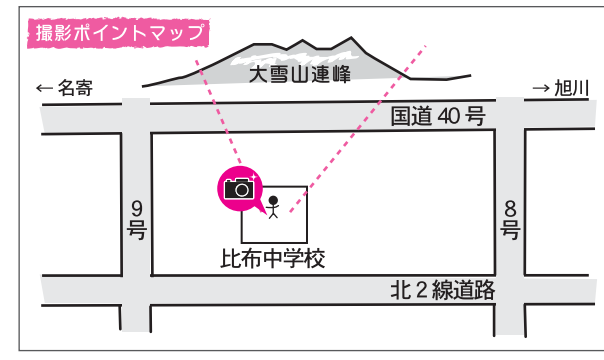 撮影ポイントマップ
大雪山連峰
← 名寄
→ 旭川
国道 40 号
9号
8号
比布中学校
北 2 線道路